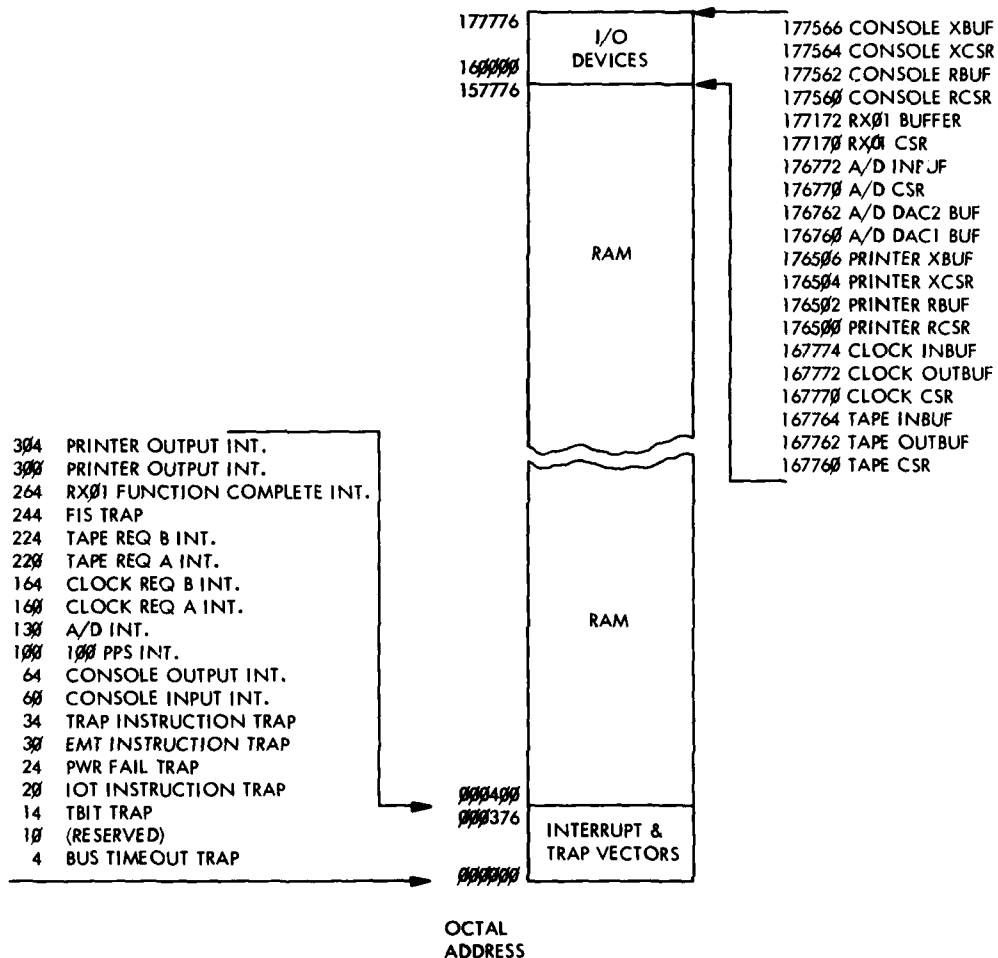 177776
I/O
DEVICES
160000
157776
RAM
RAM
000400
000376
INTERRUPT &
TRAP VECTORS
000000
OCTAL
ADDRESS
177566 CONSOLE XBUF
177564 CONSOLE XCSR
177562 CONSOLE RBUF
177560 CONSOLE RCSR
177172 RX01 BUFFER
177170 RX01 CSR
176772 A/D INBUF
176770 A/D CSR
176762 A/D DAC2 BUF
176760 A/D DAC1 BUF
176506 PRINTER XBUF
176504 PRINTER XCSR
176502 PRINTER RBUF
176500 PRINTER RCSR
167774 CLOCK INBUF
167772 CLOCK OUTBUF
167770 CLOCK CSR
167764 TAPE INBUF
167762 TAPE OUTBUF
167760 TAPE CSR
304 PRINTER OUTPUT INT.
300 PRINTER OUTPUT INT.
264 RX01 FUNCTION COMPLETE INT.
244 FIS TRAP
224 TAPE REQ B INT.
220 TAPE REQ A INT.
164 CLOCK REQ B INT.
160 CLOCK REQ A INT.
130 A/D INT.
100 100 PPS INT.
64 CONSOLE OUTPUT INT.
60 CONSOLE INPUT INT.
34 TRAP INSTRUCTION TRAP
30 EMT INSTRUCTION TRAP
24 PWR FAIL TRAP
20 IOT INSTRUCTION TRAP
14 TBIT TRAP
10 (RESERVED)
4 BUS TIMEOUT TRAP